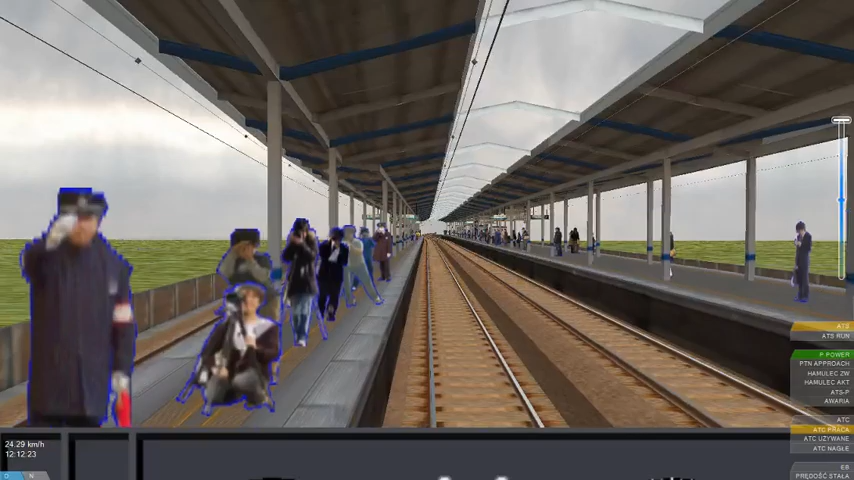 ATS
ATS RUN
P POWER
PTN APPROACH
HAMULEC ZW
HAMULEC AKT
ATS-P
AWARIA
ATC
ATC PRACA
ATC UŻYWANE
ATC NAGŁE
24.29 km/h
12:12:23
EB
PRĘDOŚĆ STAŁA
D N